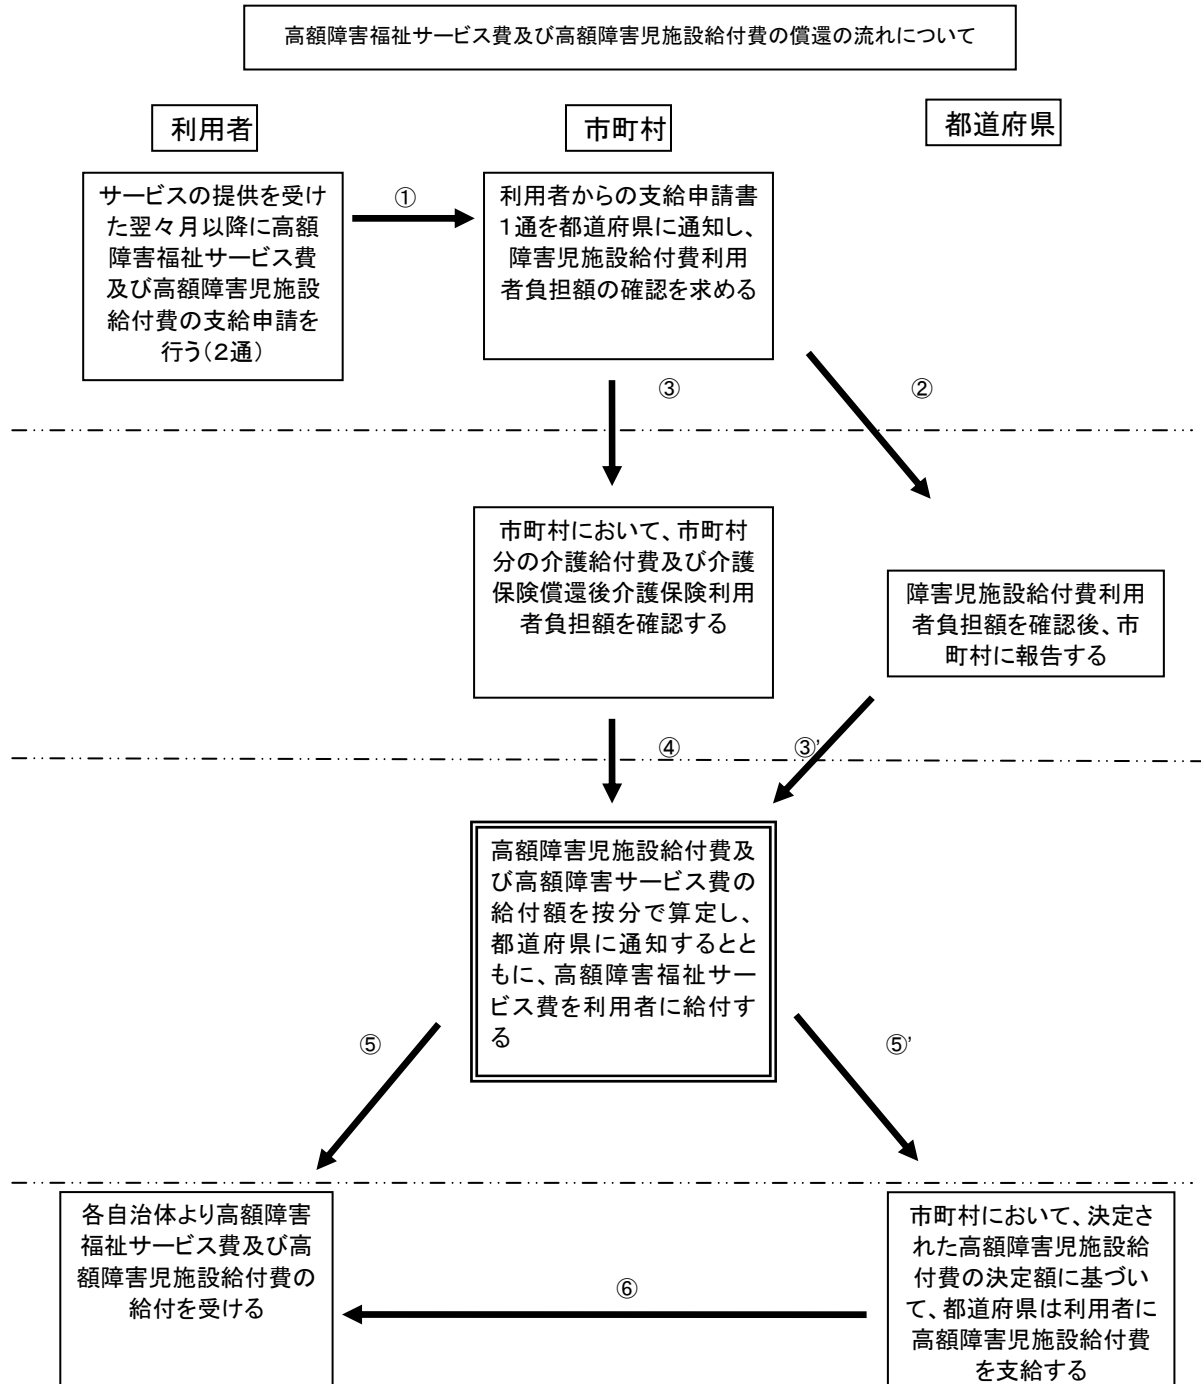 高額障害福祉サービス費及び高額障害児施設給付費の償還の流れについて
利用者
市町村
都道府県
サービスの提供を受け
た翌々月以降に高額
障害福祉サービス費
及び高額障害児施設
給付費の支給申請を
行う(2通)
①
利用者からの支給申請書
1通を都道府県に通知し、
障害児施設給付費利用
者負担額の確認を求める
③
②
市町村において、市町村
分の介護給付費及び介護
保険償還後介護保険利用
者負担額を確認する
障害児施設給付費利用
者負担額を確認後、市
町村に報告する
④
③’
高額障害児施設給付費及
び高額障害サービス費の
給付額を按分で算定し、
都道府県に通知するとと
もに、高額障害福祉サー
ビス費を利用者に給付す
る
⑤
⑤’
各自治体より高額障害
福祉サービス費及び高
額障害児施設給付費の
給付を受ける
⑥
市町村において、決定さ
れた高額障害児施設給
付費の決定額に基づい
て、都道府県は利用者に
高額障害児施設給付費
を支給する